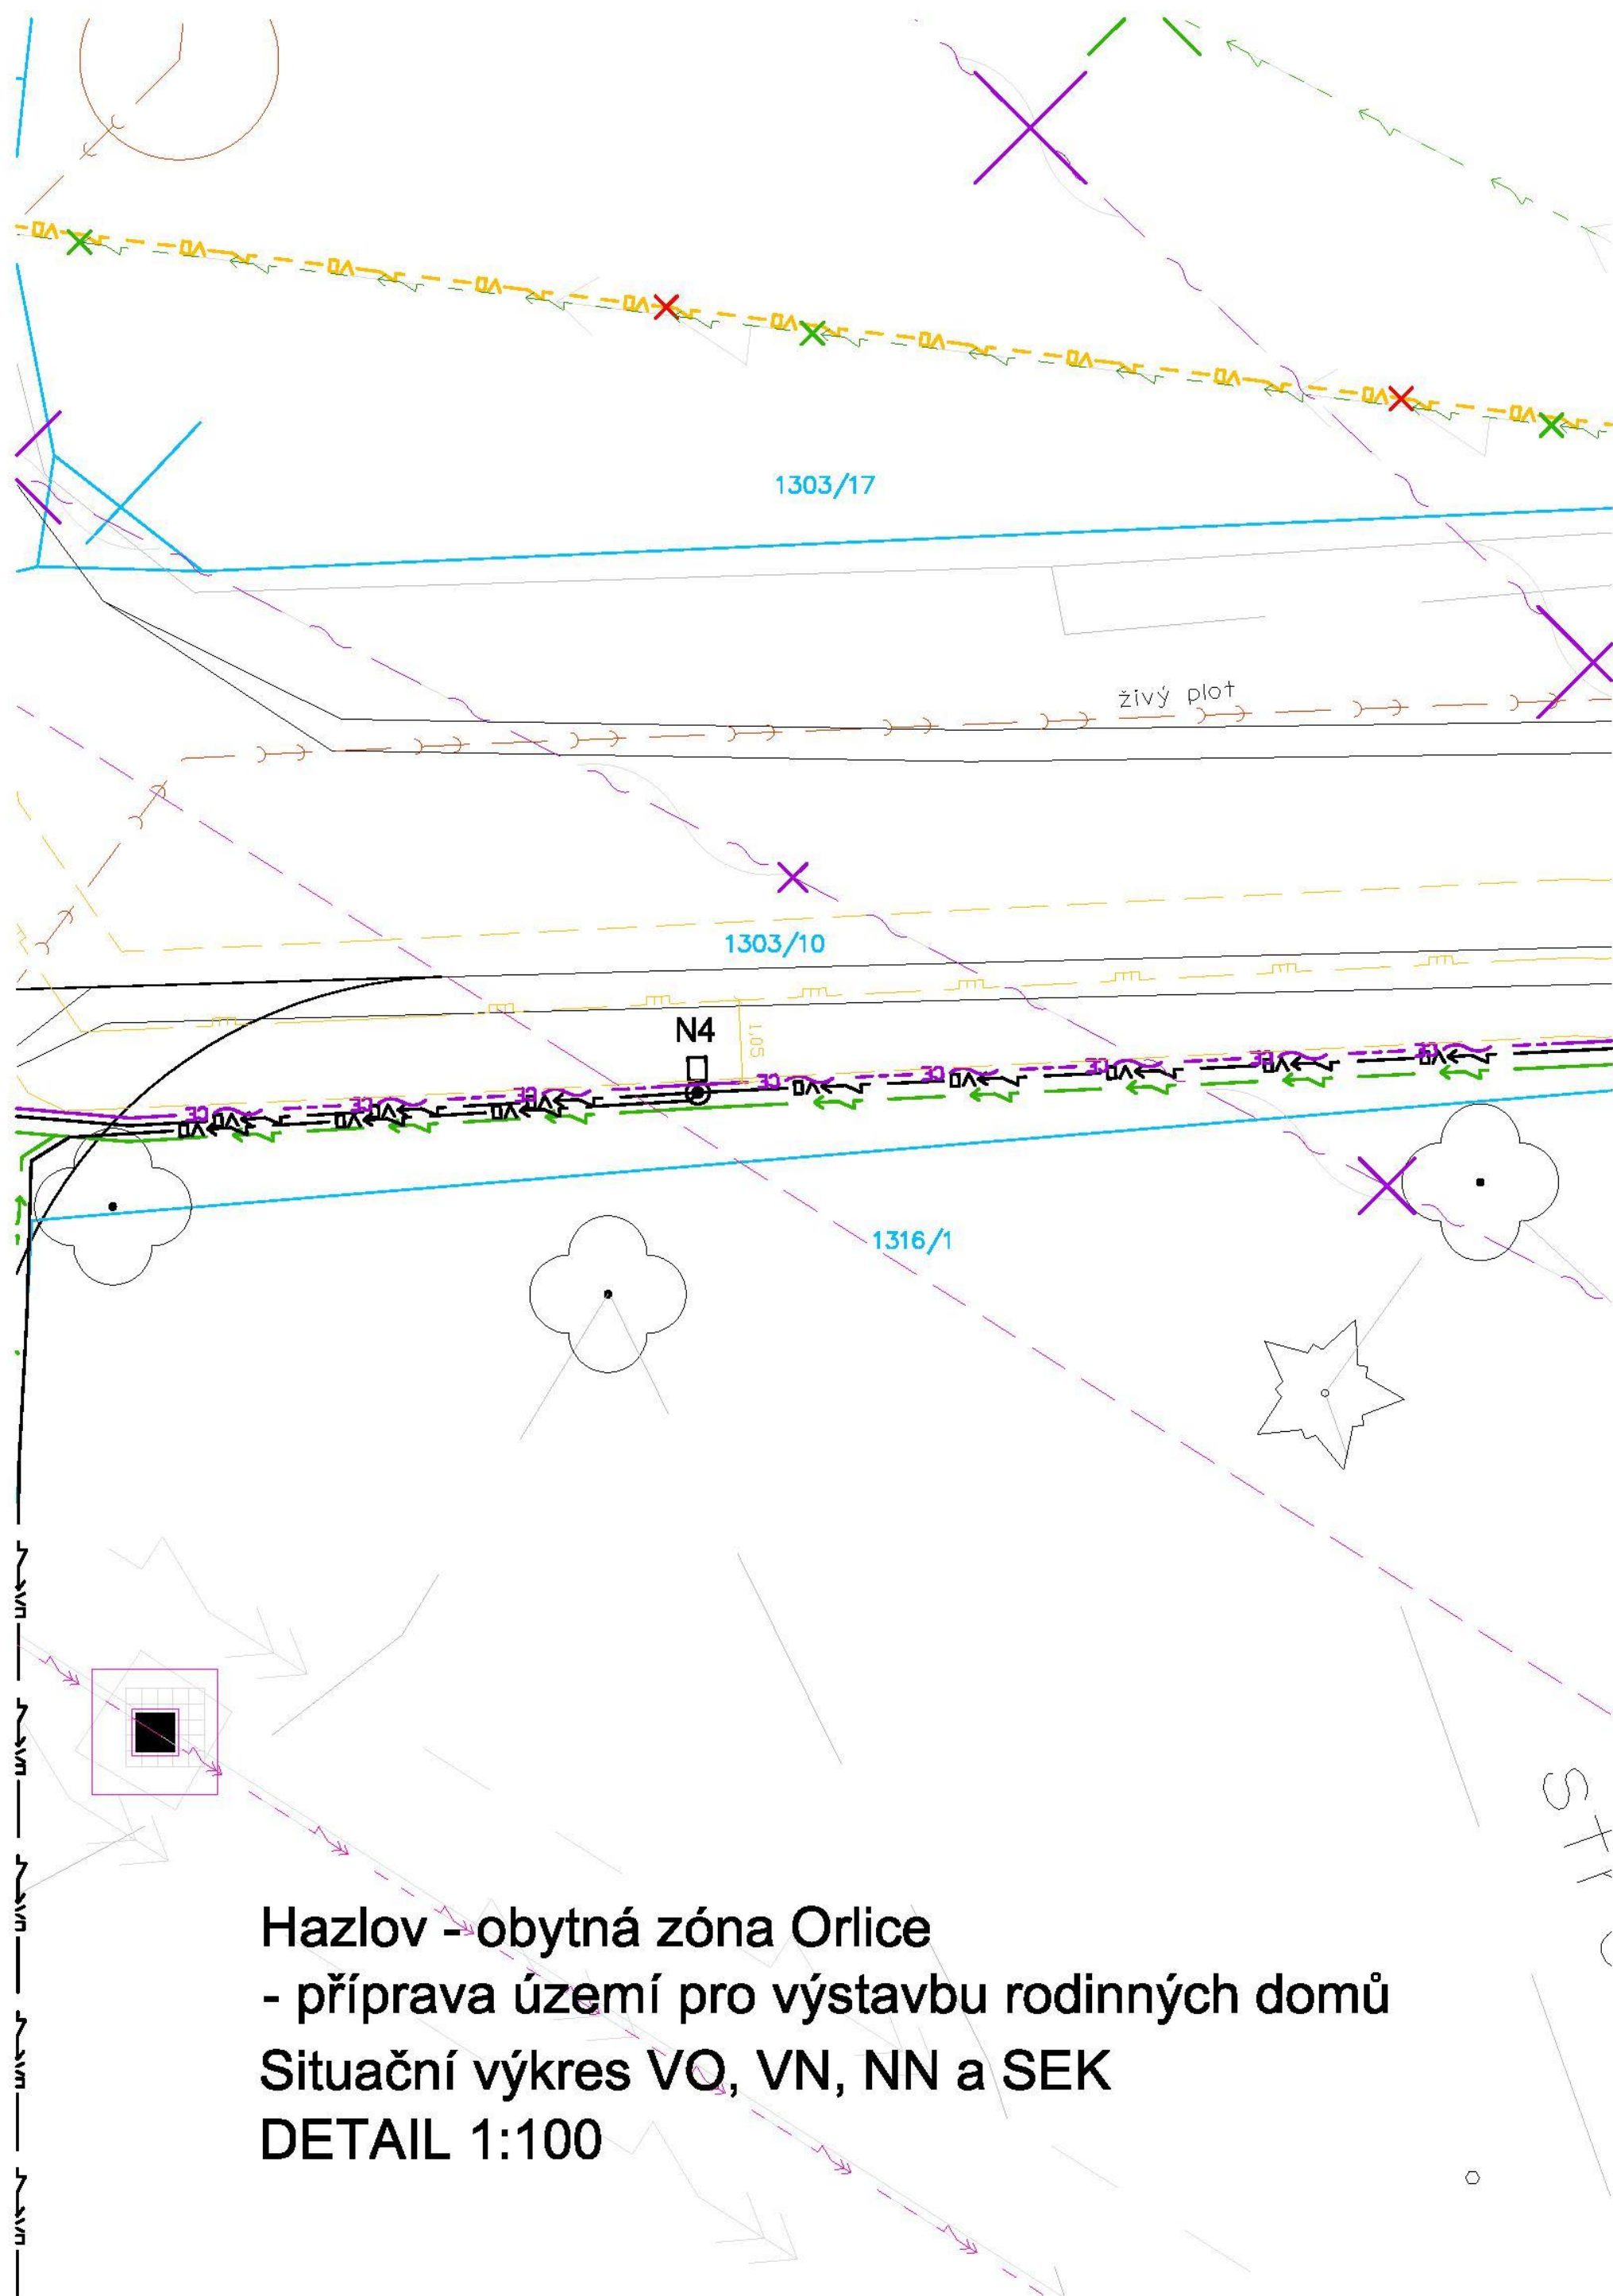 1303/17
živý plot
1303/10
N4
1,05
1316/1
Hazlov - obytná zóna Orlice
- příprava území pro výstavbu rodinných domů
Situační výkres VO, VN, NN a SEK
DETAIL 1:100